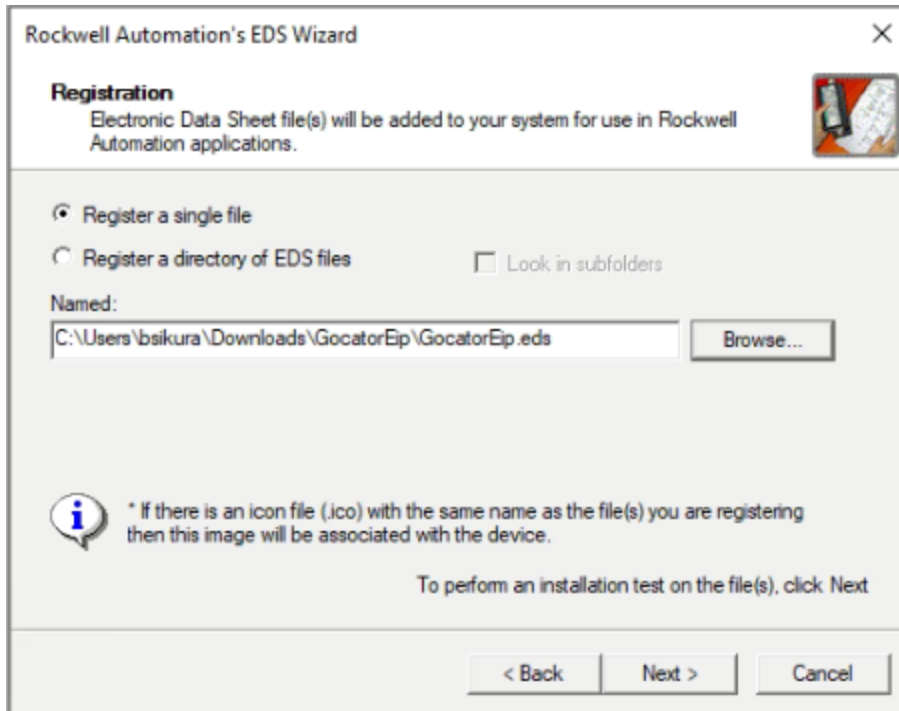 Rockwell Automation's EDS Wizard
Registration
Electronic Data Sheet file(s) will be added to your system for use in Rockwell
Automation applications.
Register a single file
Register a directory of EDS files
Look in subfolders
Named:
C:\Users\bsikura\Downloads\GocatorEip\GocatorEip.eds
Browse...
* If there is an icon file (.ico) with the same name as the file(s) you are registering
then this image will be associated with the device.
To perform an installation test on the file(s), click Next
< Back
Next >
Cancel